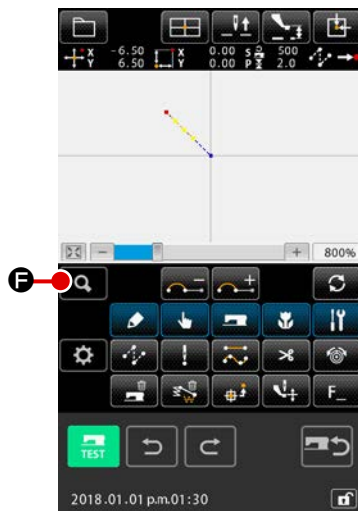 X -6.50 X 0.00 S 500
Y 6.50 Y 0.00 P 2.0
− + 800%
F
− +
F_
TEST
2018.01.01 p.m.01:30